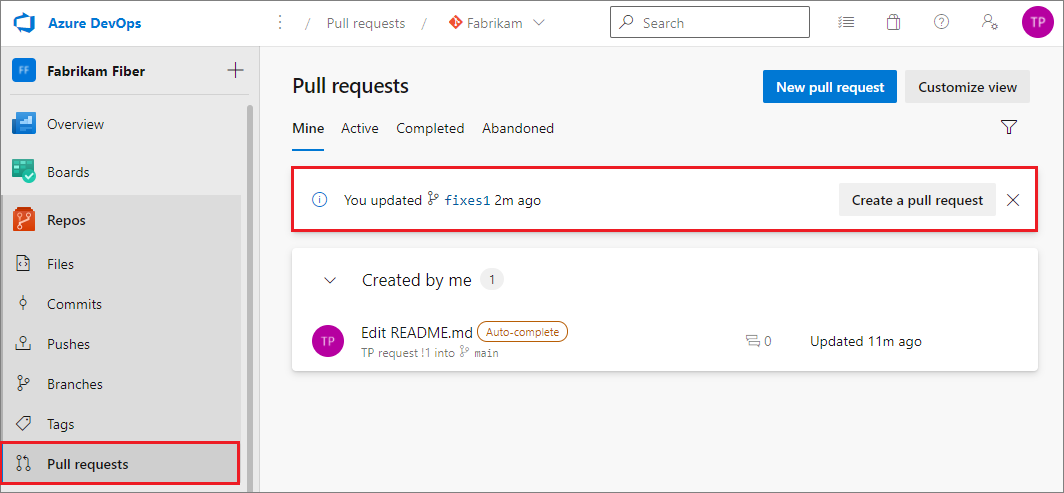 Azure DevOps / Pull requests / Fabrikam Search TP
FF Fabrikam Fiber
Overview
Boards
Repos
Files
Commits
Pushes
Branches
Tags
Pull requests
Pull requests
New pull request Customize view
Mine Active Completed Abandoned
You updated fixes1 2m ago Create a pull request
Created by me 1
TP Edit README.md Auto-complete 0 Updated 11m ago
TP request !1 into main